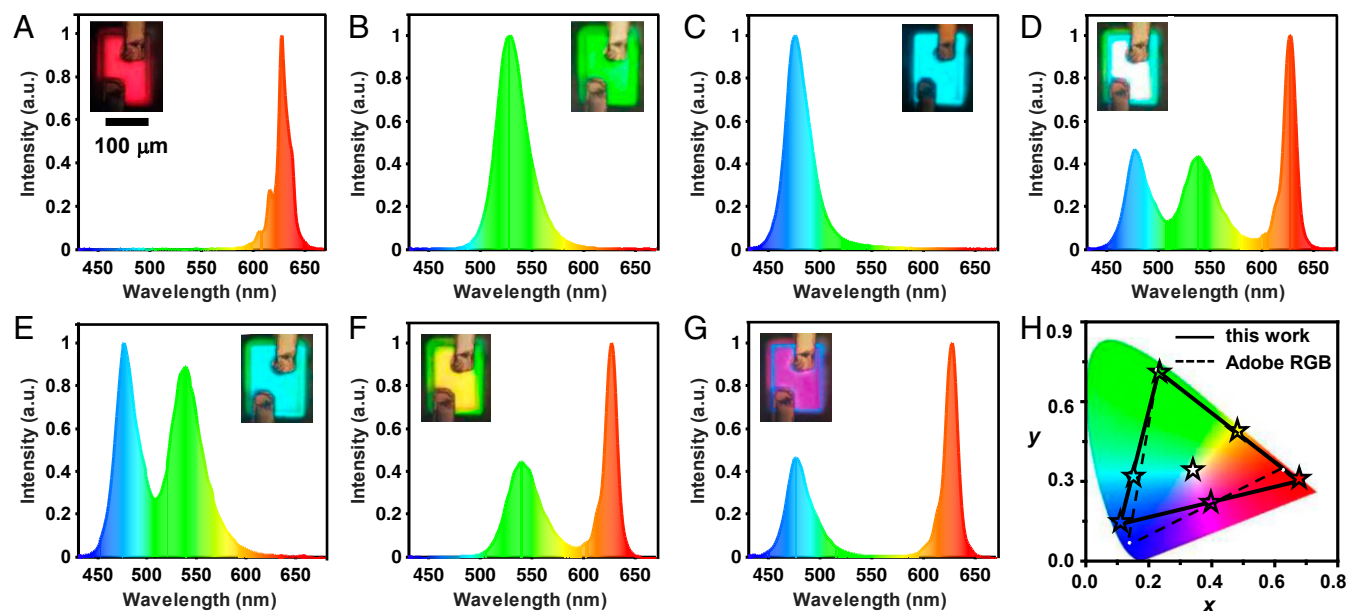 A
Intensity (a.u.)
1
0.8
0.6
0.4
0.2
0
100 μm
450 500 550 600 650
Wavelength (nm)
B
Intensity (a.u.)
1
0.8
0.6
0.4
0.2
0
450 500 550 600 650
Wavelength (nm)
C
Intensity (a.u.)
1
0.8
0.6
0.4
0.2
0
450 500 550 600 650
Wavelength (nm)
D
Intensity (a.u.)
1
0.8
0.6
0.4
0.2
0
450 500 550 600 650
Wavelength (nm)
E
Intensity (a.u.)
1
0.8
0.6
0.4
0.2
0
450 500 550 600 650
Wavelength (nm)
F
Intensity (a.u.)
1
0.8
0.6
0.4
0.2
0
450 500 550 600 650
Wavelength (nm)
G
Intensity (a.u.)
1
0.8
0.6
0.4
0.2
0
450 500 550 600 650
Wavelength (nm)
H
0.9
this work
Adobe RGB
0.6
y
0.3
0.0
0.0 0.2 0.4 0.6 0.8
x